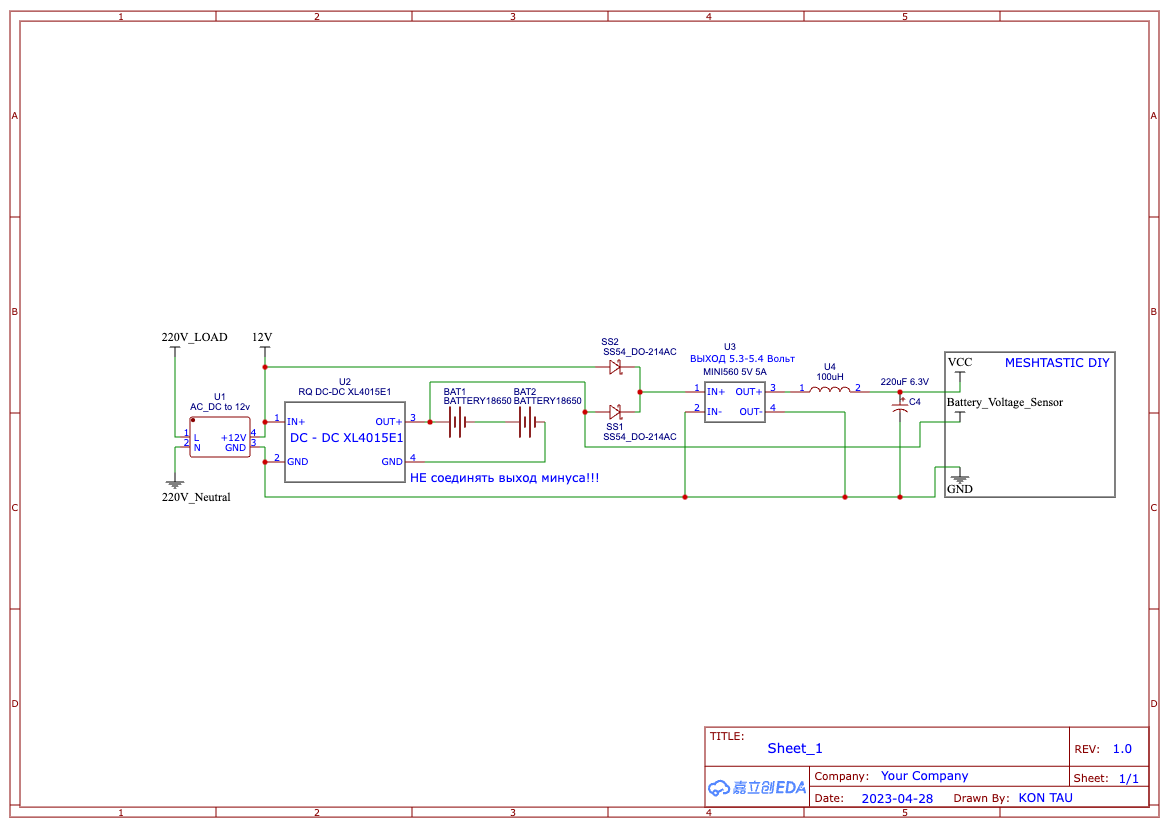 1 2 3 4 5
A A
B B
C C
D D
220V_LOAD
12V
U1
AC_DC to 12v
1 L +12V 4
2 N GND 3
220V_Neutral
U2
RQ DC-DC XL4015E1
1 IN+ OUT+ 3
DC - DC XL4015E1
2 GND GND 4
НЕ соединять выход минуса!!!
BAT1
BATTERY18650
BAT2
BATTERY18650
SS2
SS54_DO-214AC
SS1
SS54_DO-214AC
U3
ВЫХОД 5.3-5.4 Вольт
MINI560 5V 5A
1 IN+ OUT+ 3
2 IN- OUT- 4
U4
100uH
1 2
220uF 6.3V
+
C4
VCC
MESHTASTIC DIY
Battery_Voltage_Sensor
GND
TITLE:
Sheet_1
REV: 1.0
嘉立创EDA
Company: Your Company
Sheet: 1/1
Date: 2023-04-28 Drawn By: KON TAU
1 2 3 4 5